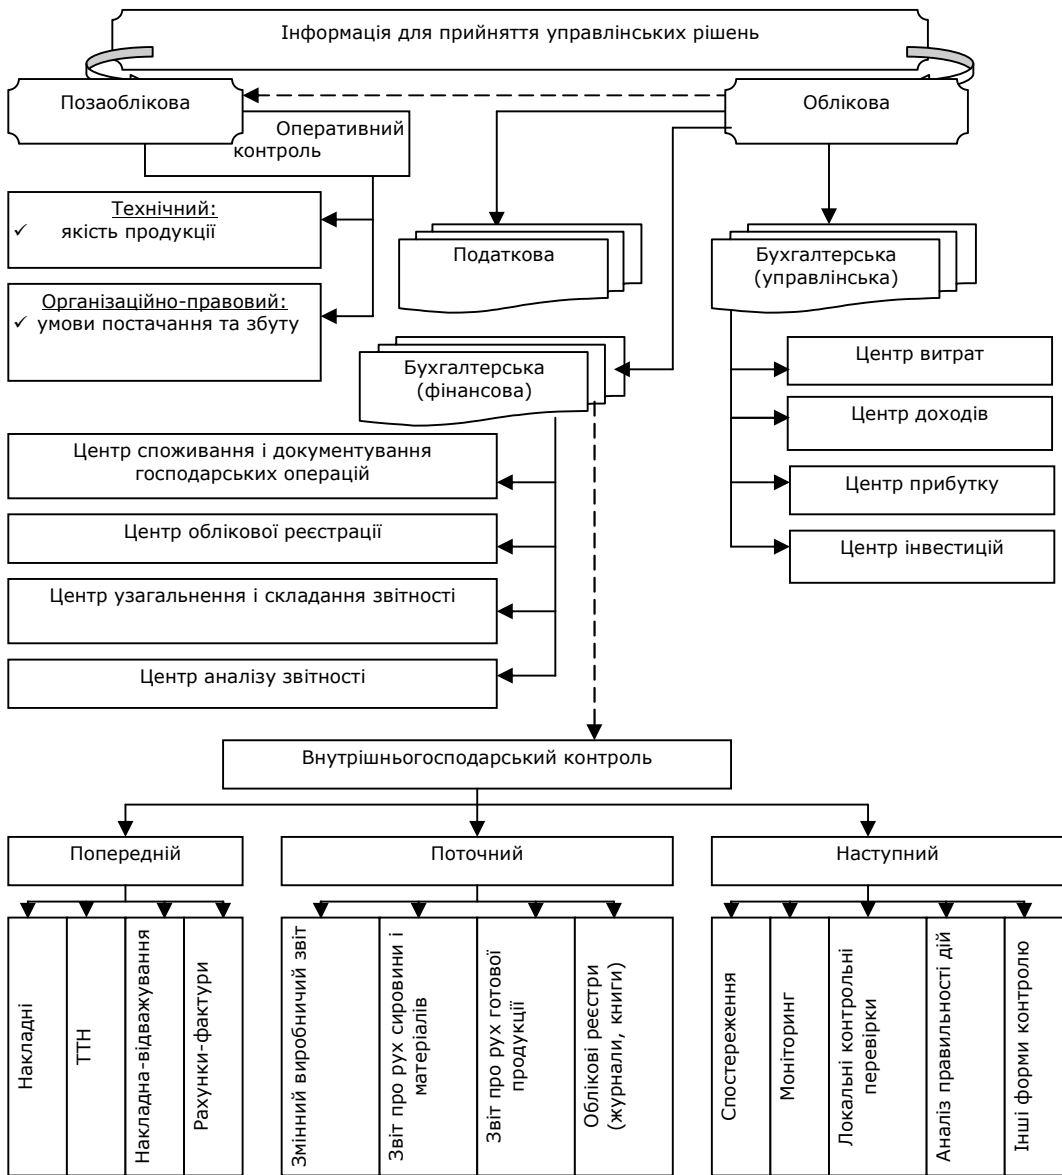 Інформація для прийняття управлінських рішень
Позаоблікова
Облікова
Оперативний
контроль
Технічний:
✓ якість продукції
Організаційно-правовий:
✓ умови постачання та збуту
Податкова
Бухгалтерська
(управлінська)
Бухгалтерська
(фінансова)
Центр витрат
Центр доходів
Центр прибутку
Центр інвестицій
Центр споживання і документування
господарських операцій
Центр облікової реєстрації
Центр узагальнення і складання звітності
Центр аналізу звітності
Внутрішньогосподарський контроль
Попередній
Поточний
Наступний
Накладні
ТТН
Накладна-відважування
Рахунки-фактури
Змінний виробничий звіт
Звіт про рух сировини і
матеріалів
Звіт про рух готової
продукції
Облікові реєстри
(журнали, книги)
Спостереження
Моніторинг
Локальні контрольні
перевірки
Аналіз правильності дій
Інші форми контролю